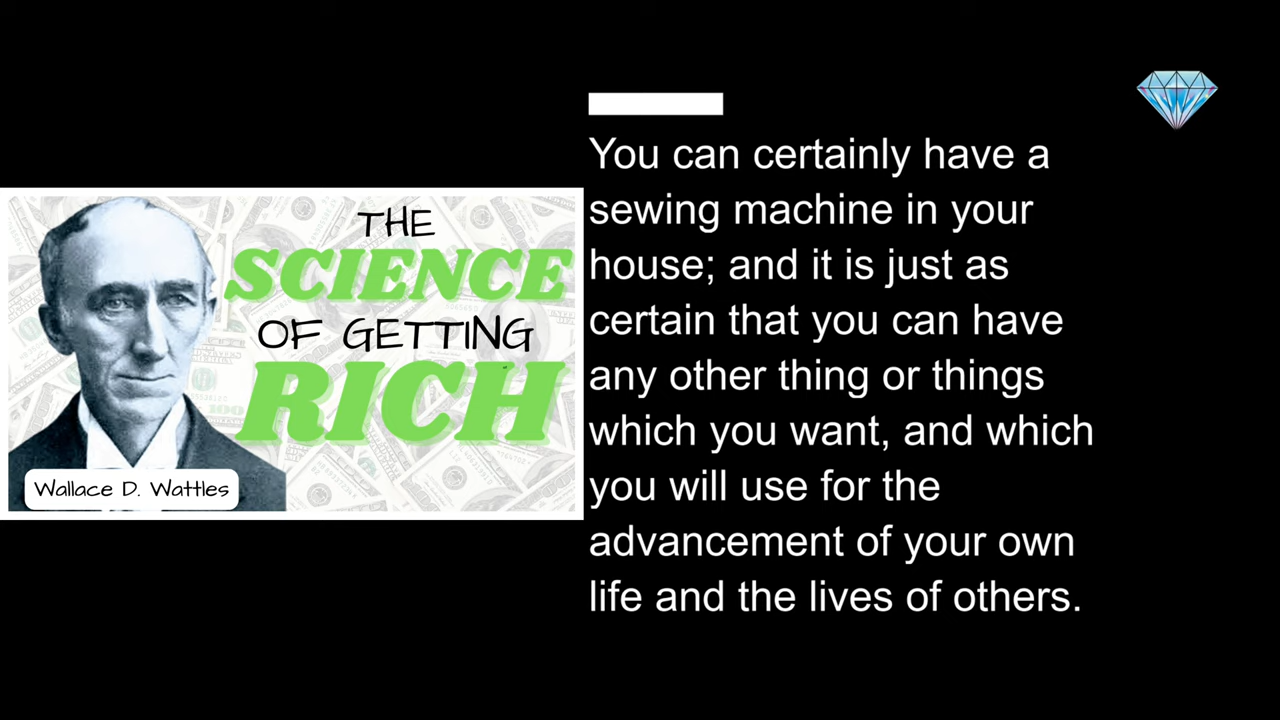 THE
SCIENCE
OF GETTING
RICH
Wallace D. Wattles
You can certainly have a
sewing machine in your
house; and it is just as
certain that you can have
any other thing or things
which you want, and which
you will use for the
advancement of your own
life and the lives of others.